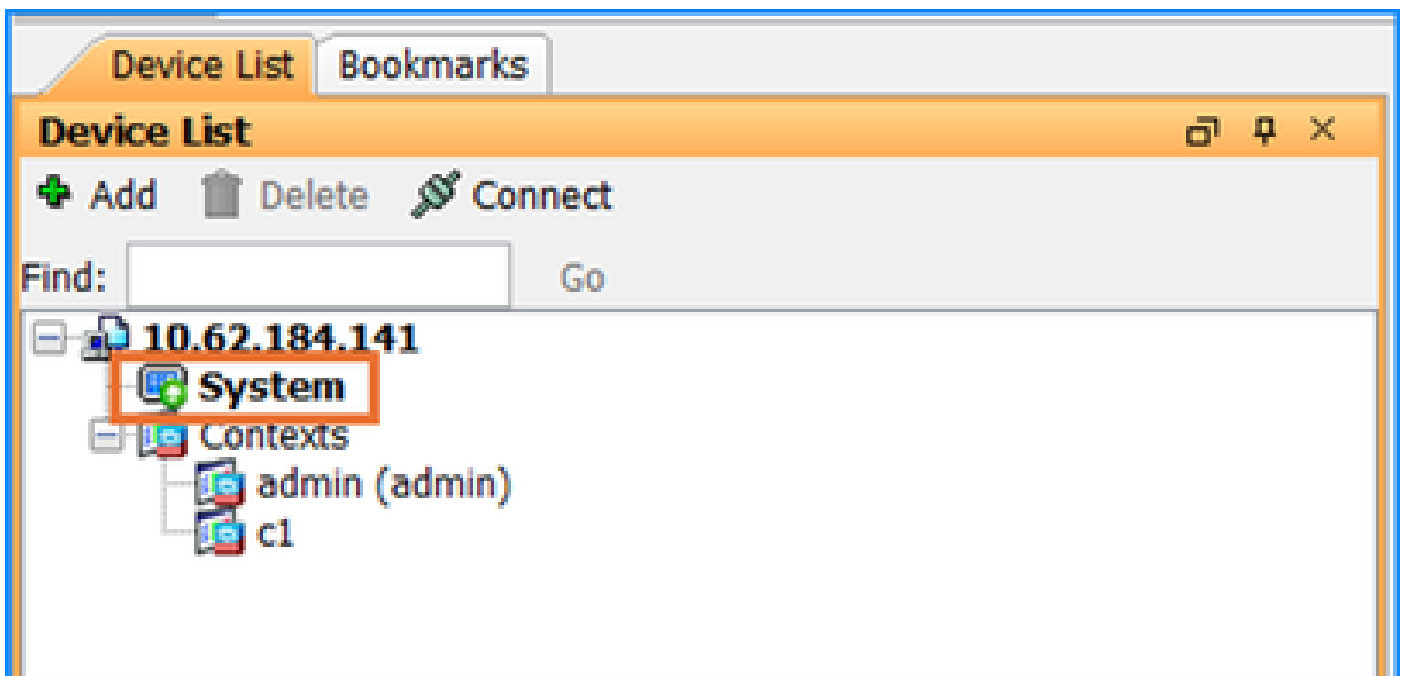 Device List Bookmarks
Device List
Add Delete Connect
Find: Go
10.62.184.141
System
Contexts
admin (admin)
c1